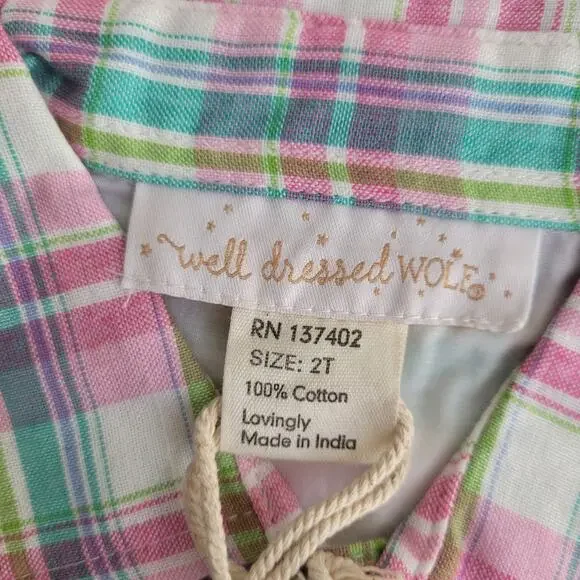 well dressed WOLF®
RN 137402
SIZE: 2T
100% Cotton
Lovingly
Made in India